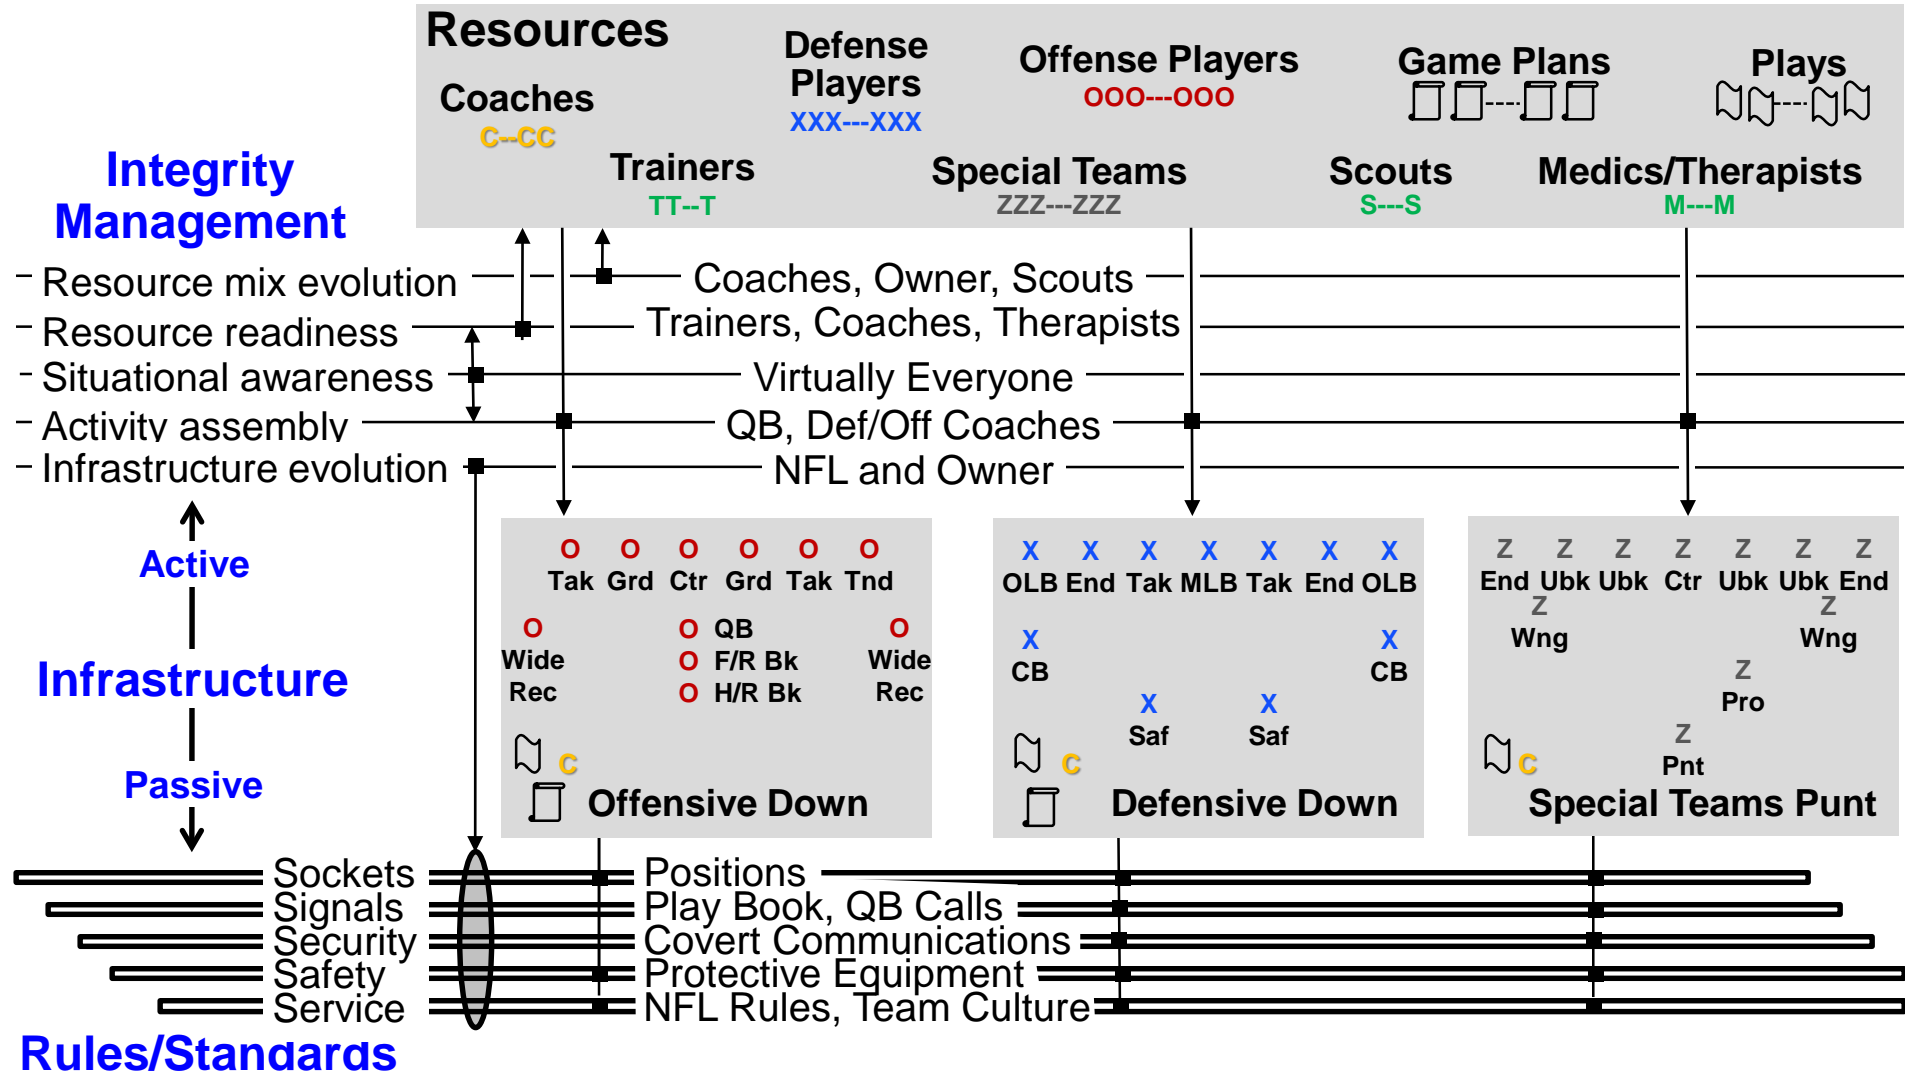 Resources
Defense
Players
XXX---XXX
Offense Players
OOO---OOO
Game Plans
Plays
Coaches
C--CC
Trainers
TT--T
Special Teams
ZZZ---ZZZ
Scouts
S---S
Medics/Therapists
M---M
Integrity
Management
– Resource mix evolution
Coaches, Owner, Scouts
– Resource readiness
Trainers, Coaches, Therapists
– Situational awareness
Virtually Everyone
– Activity assembly
QB, Def/Off Coaches
– Infrastructure evolution
NFL and Owner
Active
Infrastructure
Passive
O O O O O O
Tak Grd Ctr Grd Tak Tnd
O O QB O
Wide O F/R Bk Wide
Rec O H/R Bk Rec
C
Offensive Down
X X X X X X X
OLB End Tak MLB Tak End OLB
X X
CB CB
X X
Saf Saf
C
Defensive Down
Z Z Z Z Z Z Z
End Ubk Ubk Ctr Ubk Ubk End
Z Z
Wng Wng
Z
Pro
Z
Pnt
C
Special Teams Punt
Sockets Positions
Signals Play Book, QB Calls
Security Covert Communications
Safety Protective Equipment
Service NFL Rules, Team Culture
Rules/Standards